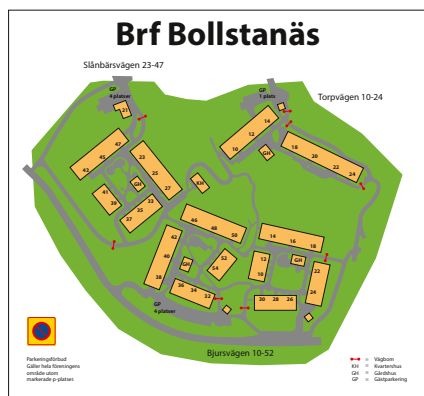 Brf Bollstanäs
Slånbärsvägen 23-47
GP
4 platser
21
GP
1 plats
Torpvägen 10-24
14
12
10
18
20
22
24
47
45
43
23
25
27
41
39
GH
33
35
37
KH
GH
46
48
50
42
40
38
GH
52
54
14
16
18
12
10
GH
22
24
36
34
32
30 28 26
GP
4 platser
Bjursvägen 10-52
Parkeringsförbud
Gäller hela föreningens
område utom
markerade p-platser
= Vägbom
KH = Kvartershus
GH = Gårdshus
GP = Gästparkering